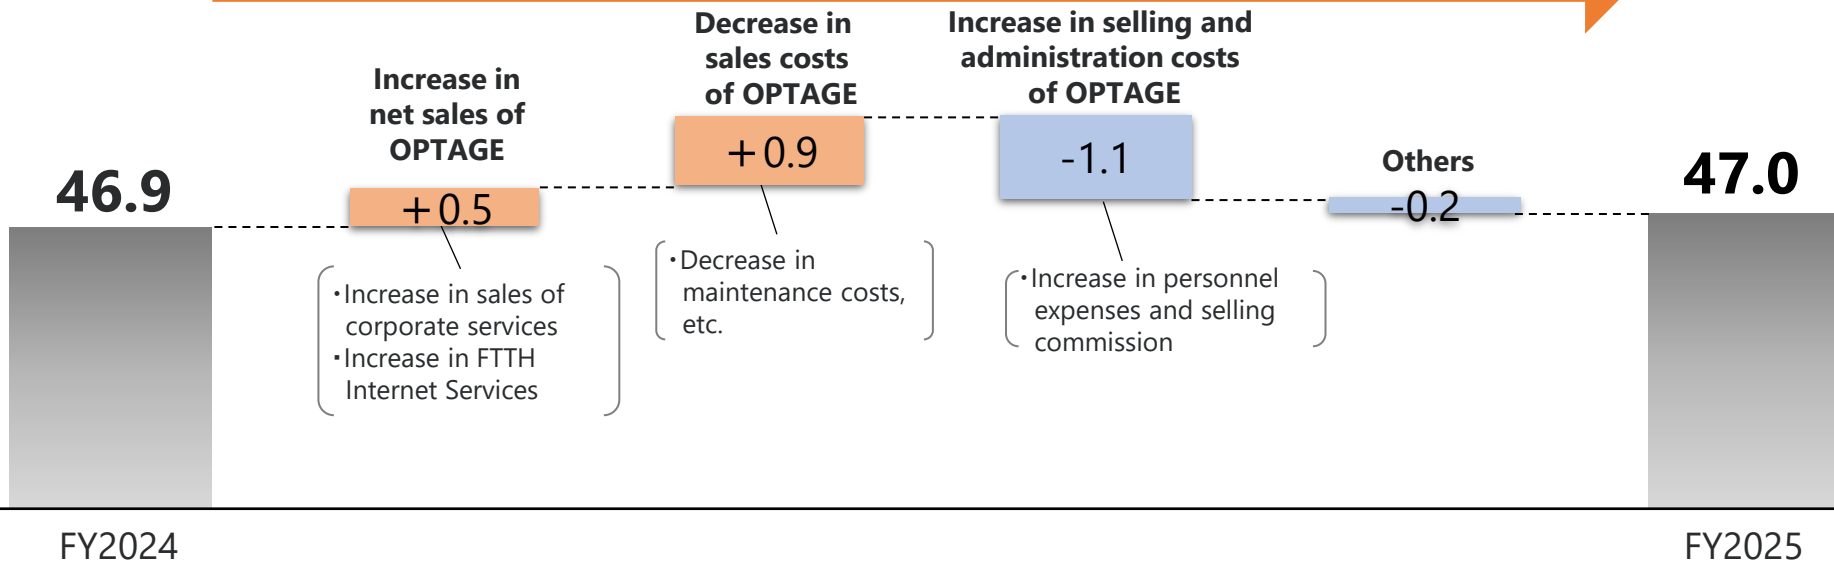 46.9
Increase in
net sales of
OPTAGE
+0.5
・Increase in sales of
corporate services
・Increase in FTTH
Internet Services
Decrease in
sales costs
of OPTAGE
+0.9
・Decrease in
maintenance costs,
etc.
Increase in selling and
administration costs
of OPTAGE
-1.1
・Increase in personnel
expenses and selling
commission
Others
-0.2
47.0
FY2024
FY2025